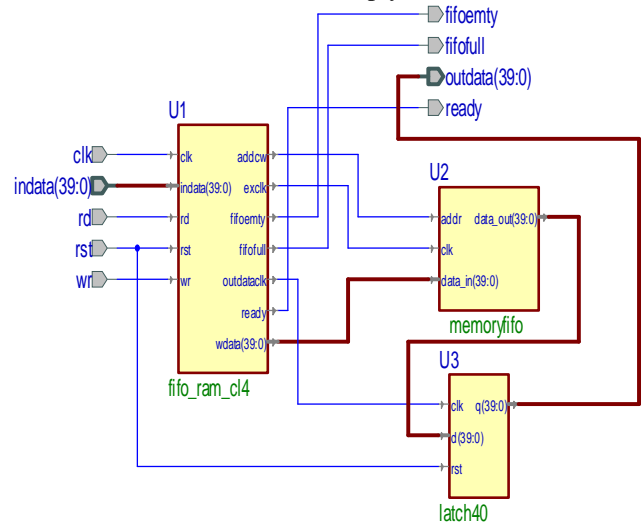 fifoemty
fifofull
outdata(39:0)
ready
U1
clk
indata(39:0)
rd
rst
wr
clk
indata(39:0)
rd
rst
wr
addcw
exclk
fifoemty
fifofull
outdataclk
ready
wdata(39:0)
fifo_ram_cl4
U2
addr
clk
data_in(39:0)
data_out(39:0)
memoryfifo
U3
clk
d(39:0)
rst
q(39:0)
latch40